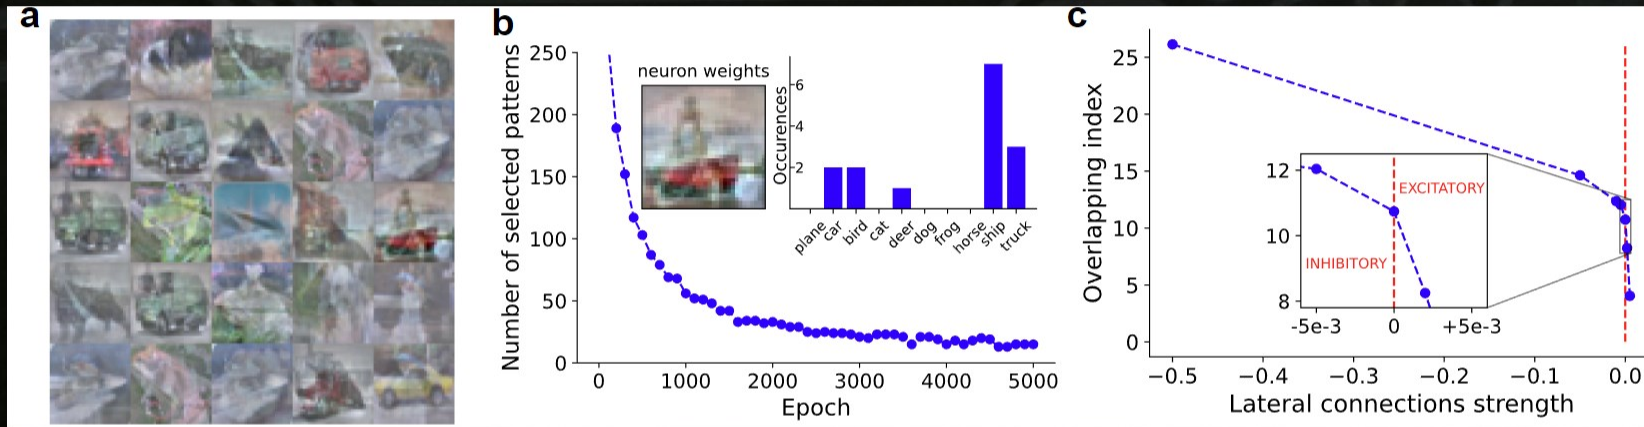 a
b
Number of selected patterns
250
200
150
100
50
0
0 1000 2000 3000 4000 5000
Epoch
neuron weights
Occurences
6
4
2
plane car bird cat deer dog frog horse ship truck
c
Overlapping index
25
20
15
10
5
0
−0.5 −0.4 −0.3 −0.2 −0.1 0.0
Lateral connections strength
12
10
8
EXCITATORY
INHIBITORY
-5e-3 0 +5e-3